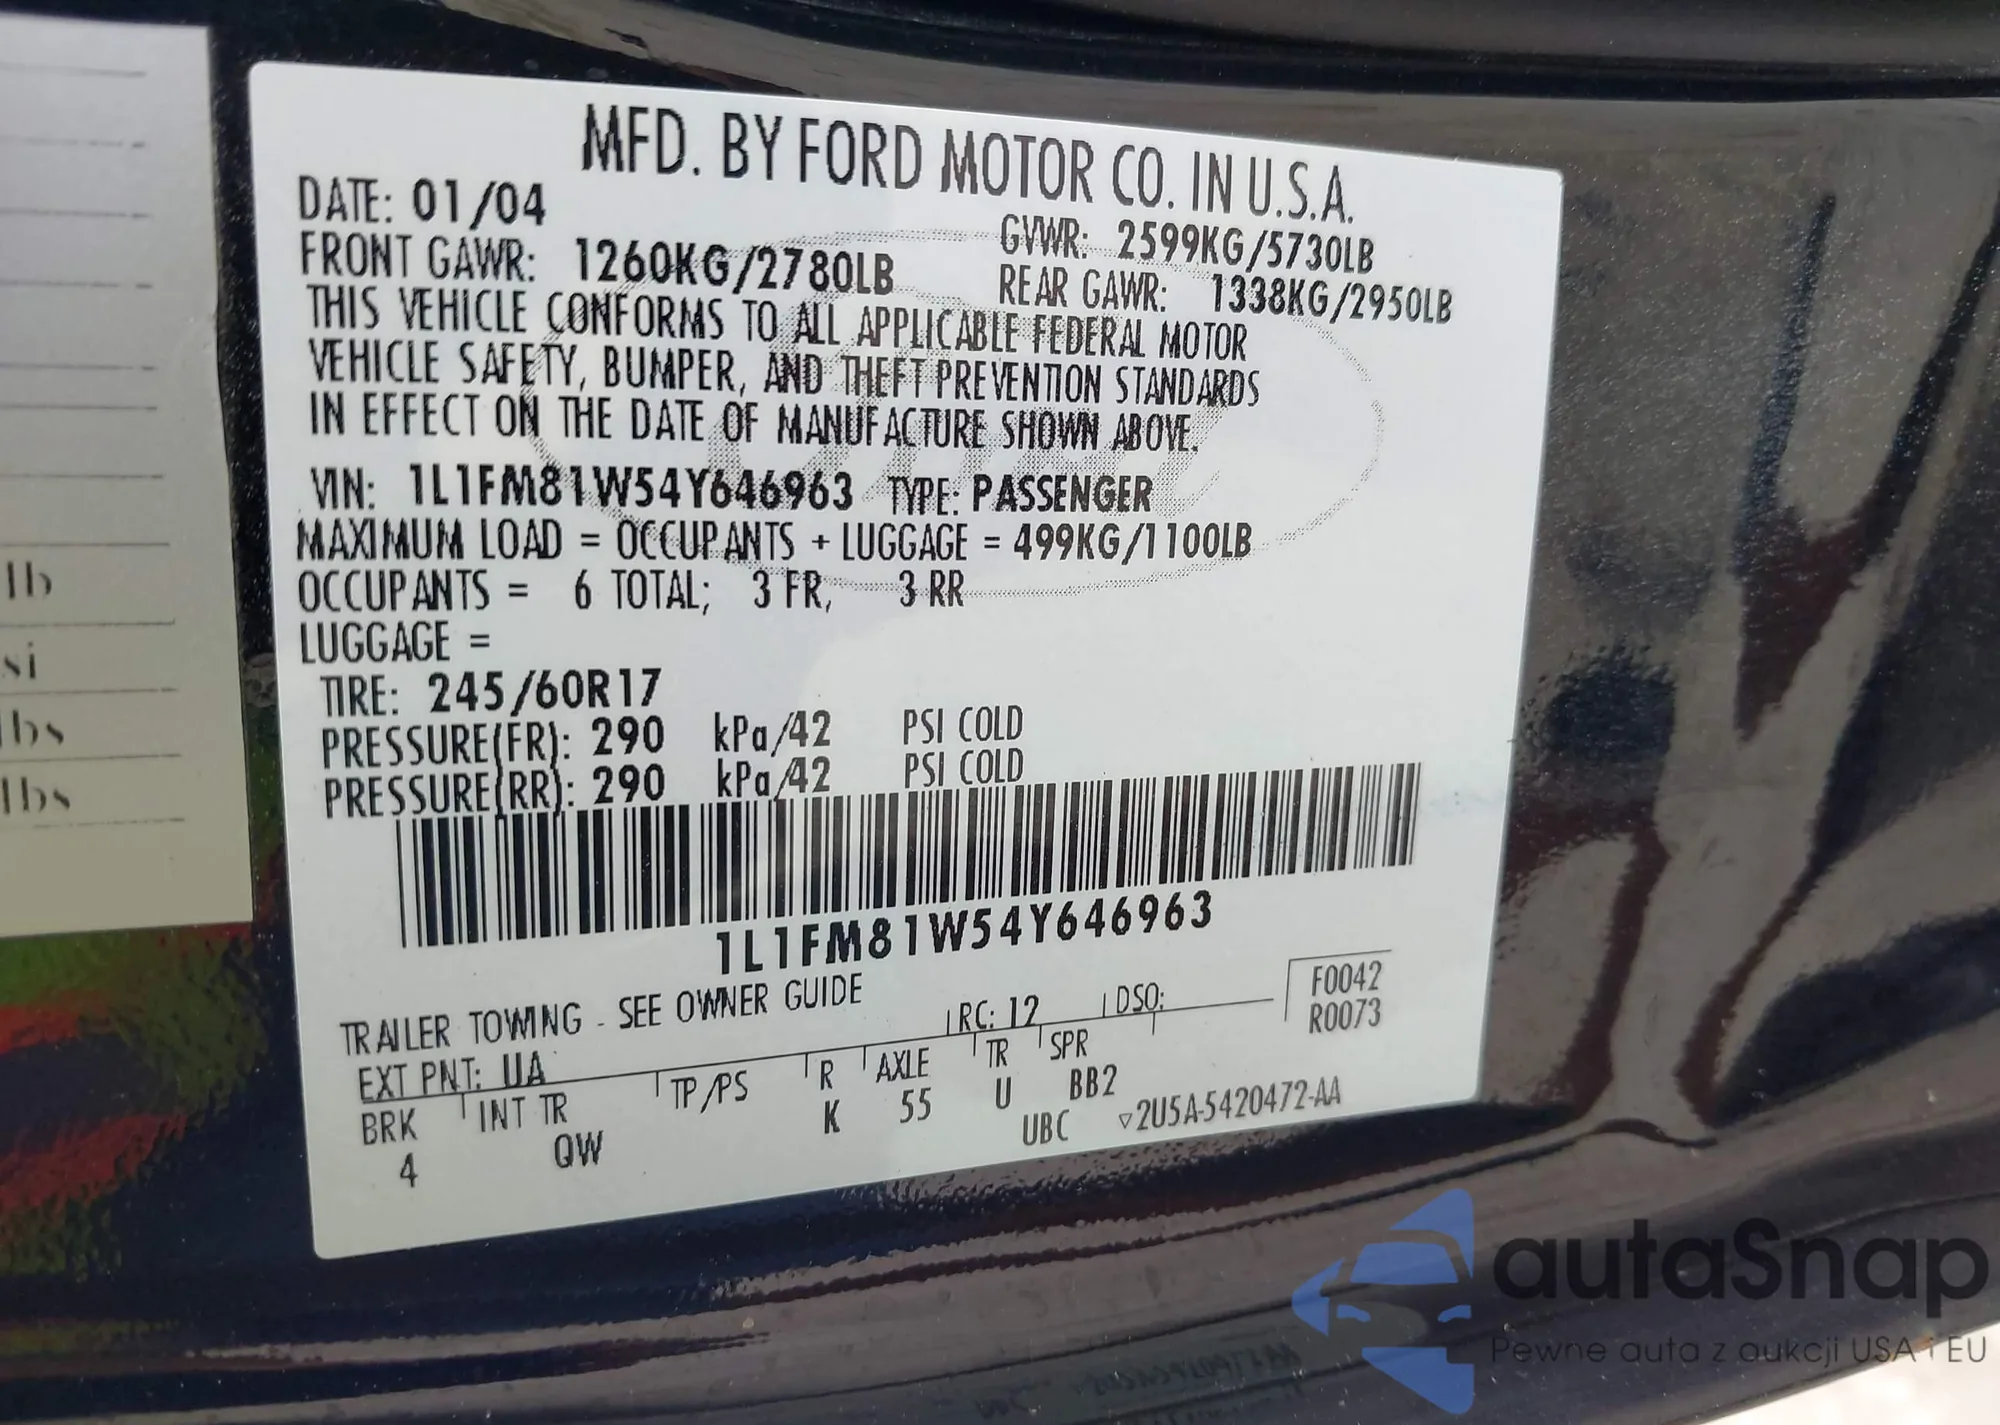 MFD. BY FORD MOTOR CO. IN U.S.A.
DATE: 01/04
GVWR: 2599KG/5730LB
FRONT GAWR: 1260KG/2780LB
REAR GAWR: 1338KG/2950LB
THIS VEHICLE CONFORMS TO ALL APPLICABLE FEDERAL MOTOR
VEHICLE SAFETY, BUMPER, AND THEFT PREVENTION STANDARDS
IN EFFECT ON THE DATE OF MANUFACTURE SHOWN ABOVE.
VIN: 1L1FM81W54Y646963 TYPE: PASSENGER
MAXIMUM LOAD = OCCUPANTS + LUGGAGE = 499KG/1100LB
OCCUPANTS = 6 TOTAL; 3 FR, 3 RR
LUGGAGE =
TIRE: 245/60R17
PRESSURE(FR): 290 kPa/42 PSI COLD
PRESSURE(RR): 290 kPa/42 PSI COLD
1L1FM81W54Y646963
TRAILER TOWING - SEE OWNER GUIDE
EXT PNT: UA
RC: 12
DSO:
F0042
R0073
BRK INT TR TP/PS R AXLE TR SPR
4 QW K 55 U BB2
UBC ▽2U5A-5420472-AA
lb
si
lbs
lbs
autaSnap
Pewne auta z aukcji USA i EU